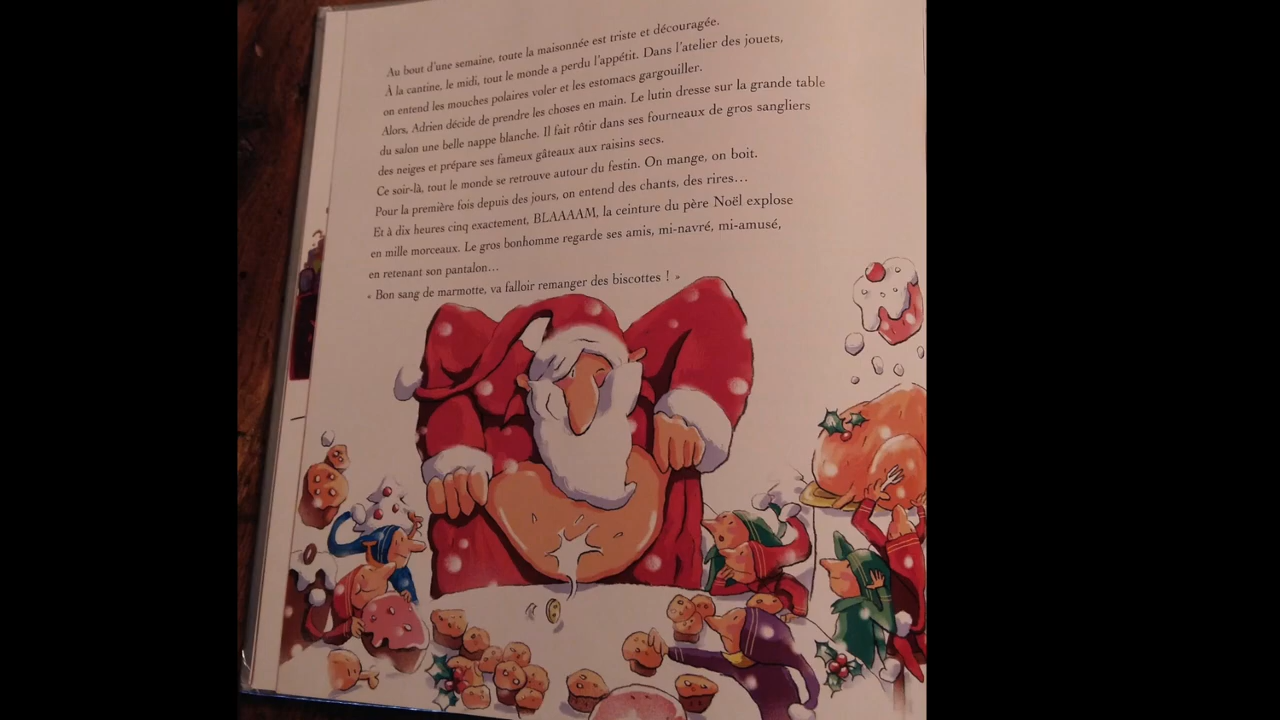 Au bout d'une semaine, toute la maisonnée est triste et découragée.
À la cantine, le midi, tout le monde a perdu l'appétit. Dans l'atelier des jouets,
on entend les mouches polaires voler et les estomacs gargouiller.
Alors, Adrien décide de prendre les choses en main. Le lutin dresse sur la grande table
du salon une belle nappe blanche. Il fait rôtir dans ses fourneaux de gros sangliers
des neiges et prépare ses fameux gâteaux aux raisins secs.
Ce soir-là, tout le monde se retrouve autour du festin. On mange, on boit.
Pour la première fois depuis des jours, on entend des chants, des rires...
Et à dix heures cinq exactement, BLAAAAM, la ceinture du père Noël explose
en mille morceaux. Le gros bonhomme regarde ses amis, mi-navré, mi-amusé,
en retenant son pantalon...
« Bon sang de marmotte, va falloir remanger des biscottes ! »